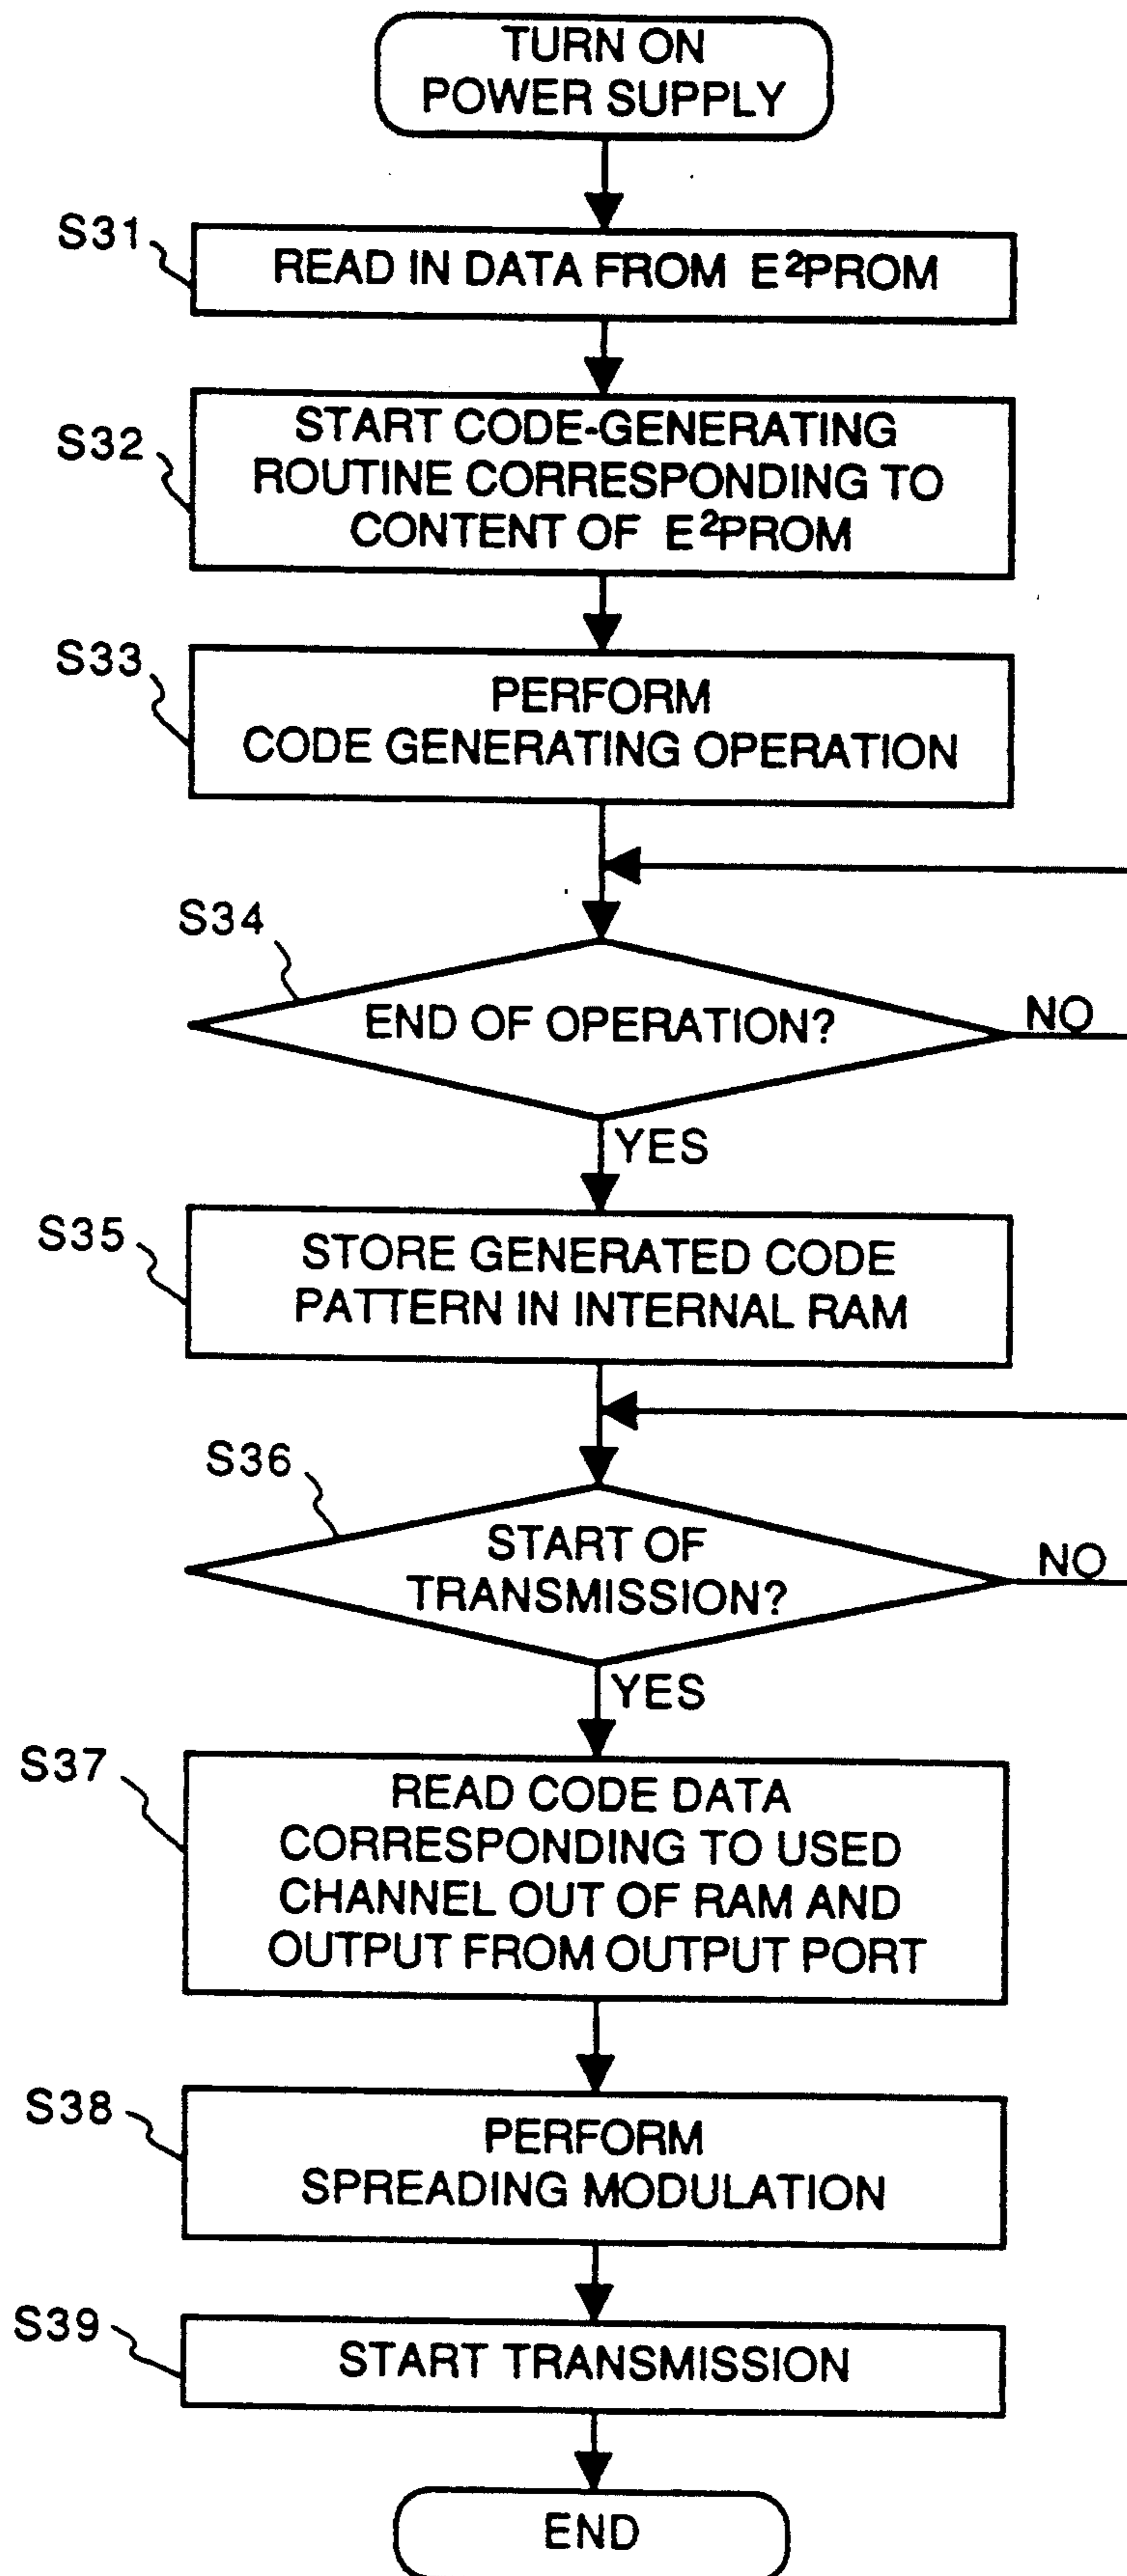 TURN ON
POWER SUPPLY
S31
READ IN DATA FROM E²PROM
S32
START CODE-GENERATING
ROUTINE CORRESPONDING TO
CONTENT OF E²PROM
S33
PERFORM
CODE GENERATING OPERATION
S34
END OF OPERATION?
NO
YES
S35
STORE GENERATED CODE
PATTERN IN INTERNAL RAM
S36
START OF
TRANSMISSION?
NO
YES
S37
READ CODE DATA
CORRESPONDING TO USED
CHANNEL OUT OF RAM AND
OUTPUT FROM OUTPUT PORT
S38
PERFORM
SPREADING MODULATION
S39
START TRANSMISSION
END